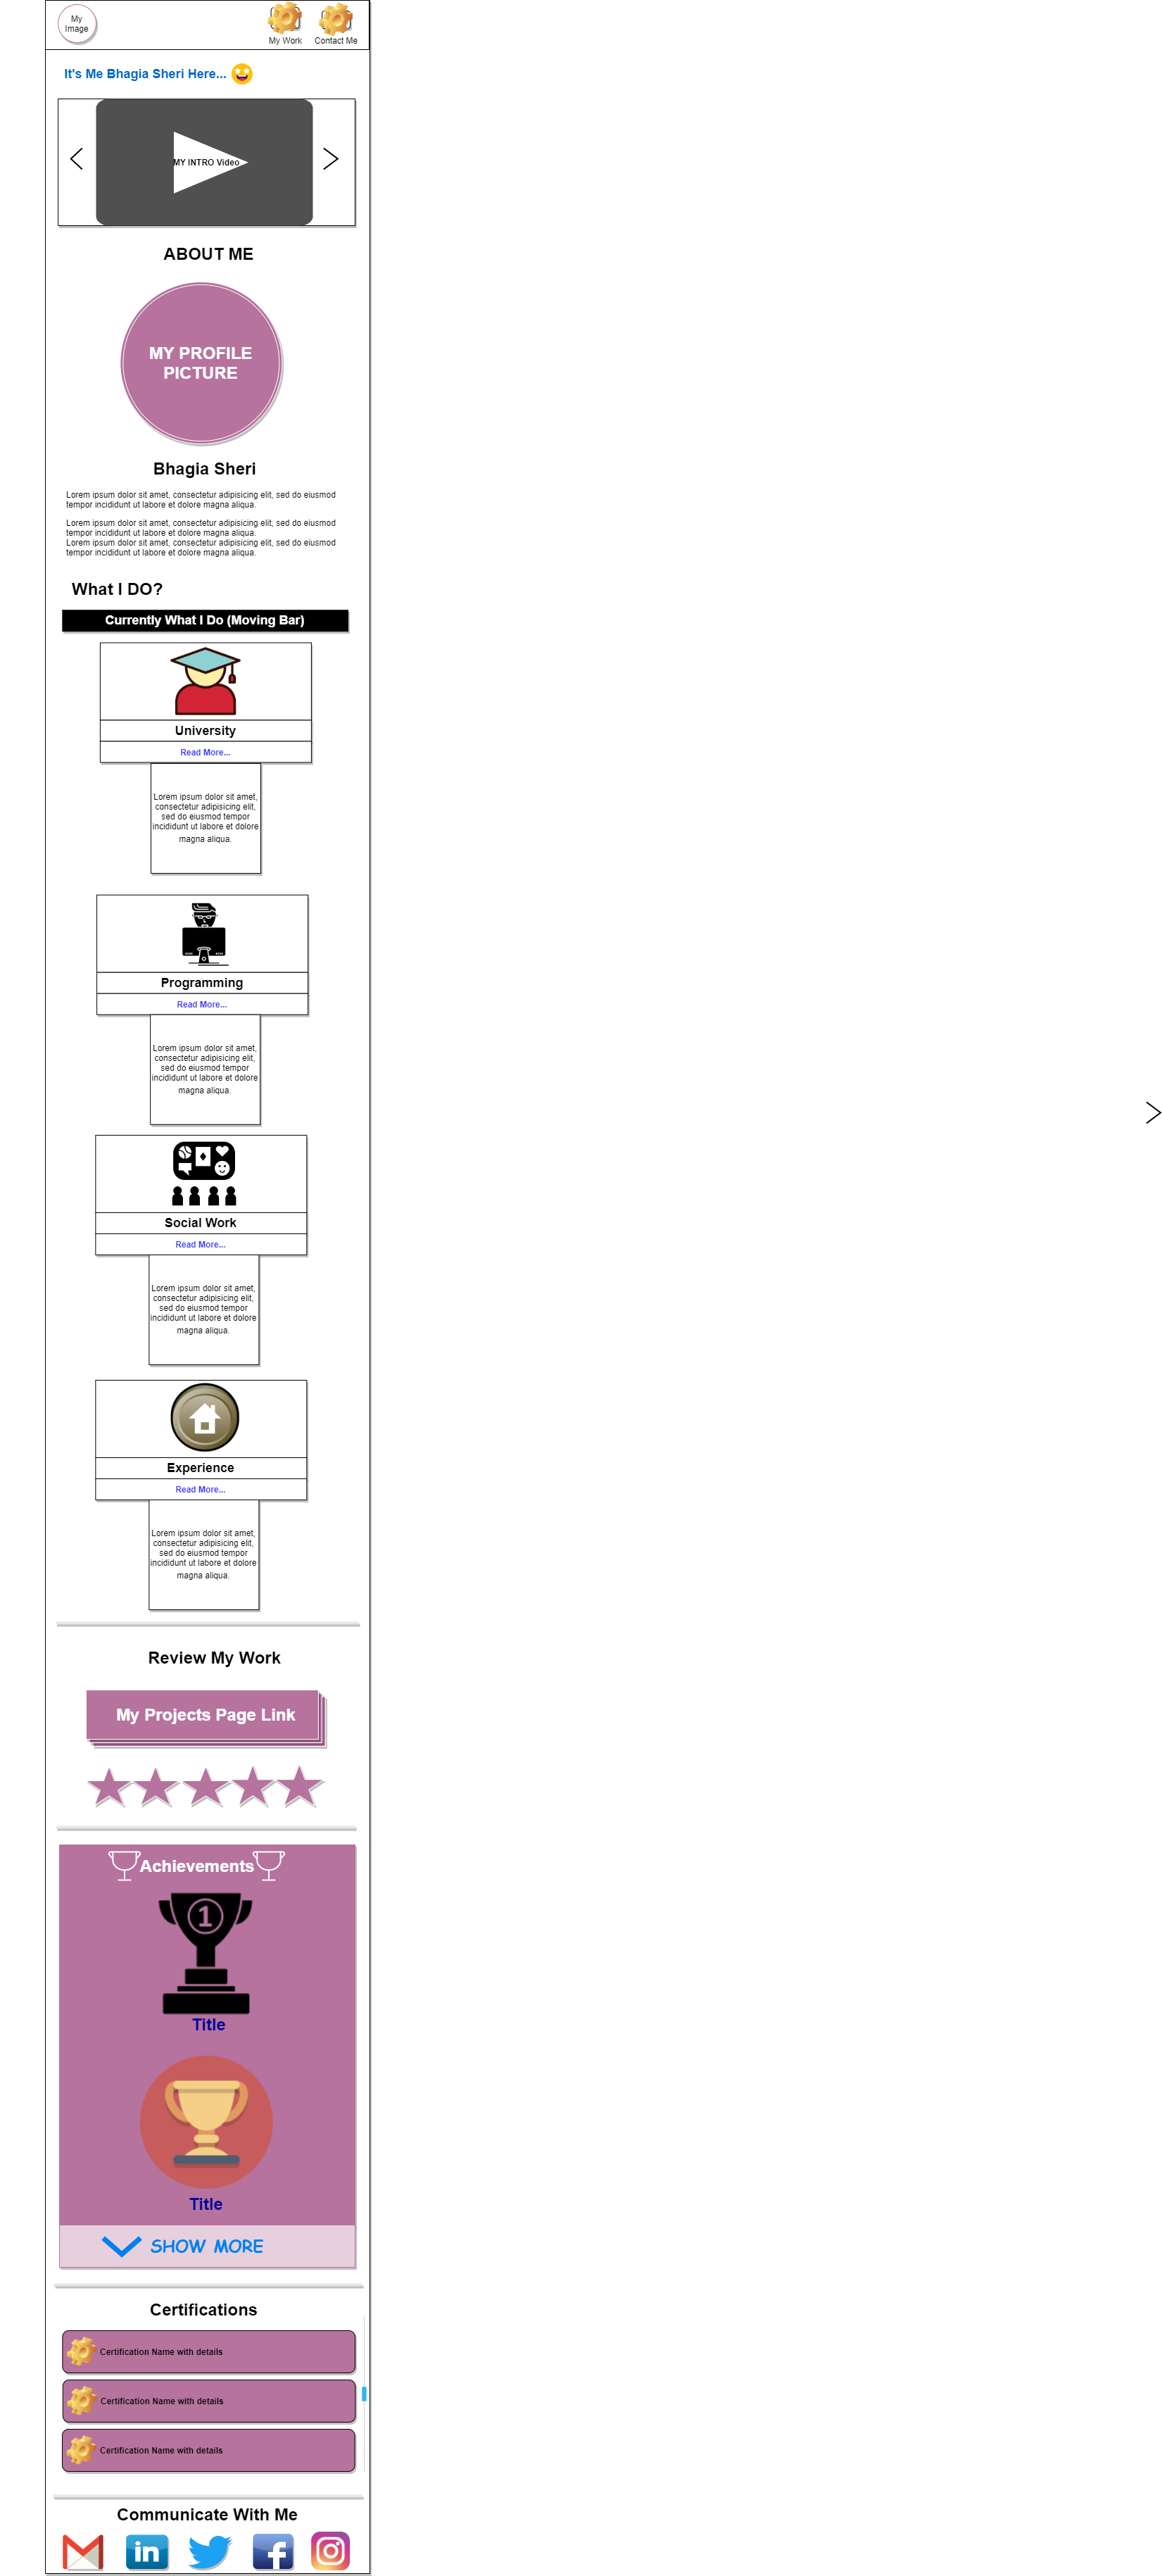 My
Image
My Work
Contact Me
It's Me Bhagia Sheri Here...
MY INTRO Video
ABOUT ME
MY PROFILE
PICTURE
Bhagia Sheri
Lorem ipsum dolor sit amet, consectetur adipisicing elit, sed do eiusmod
tempor incididunt ut labore et dolore magna aliqua.
Lorem ipsum dolor sit amet, consectetur adipisicing elit, sed do eiusmod
tempor incididunt ut labore et dolore magna aliqua.
Lorem ipsum dolor sit amet, consectetur adipisicing elit, sed do eiusmod
tempor incididunt ut labore et dolore magna aliqua.
What I DO?
Currently What I Do (Moving Bar)
University
Read More...
Lorem ipsum dolor sit amet,
consectetur adipisicing elit,
sed do eiusmod tempor
incididunt ut labore et dolore
magna aliqua.
Programming
Read More...
Lorem ipsum dolor sit amet,
consectetur adipisicing elit,
sed do eiusmod tempor
incididunt ut labore et dolore
magna aliqua.
Social Work
Read More...
Lorem ipsum dolor sit amet,
consectetur adipisicing elit,
sed do eiusmod tempor
incididunt ut labore et dolore
magna aliqua.
Experience
Read More...
Lorem ipsum dolor sit amet,
consectetur adipisicing elit,
sed do eiusmod tempor
incididunt ut labore et dolore
magna aliqua.
Review My Work
My Projects Page Link
Achievements
1
Title
Title
SHOW MORE
Certifications
Certification Name with details
Certification Name with details
Certification Name with details
Communicate With Me
in
f